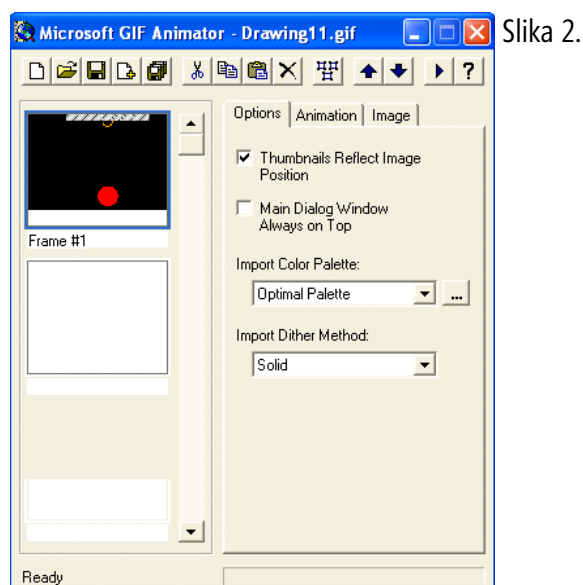 Microsoft GIF Animator - Drawing11.gif
Slika 2.
Options Animation Image
Thumbnails Reflect Image
Position
Main Dialog Window
Always on Top
Frame #1
Import Color Palette:
Optimal Palette ...
Import Dither Method:
Solid
Ready